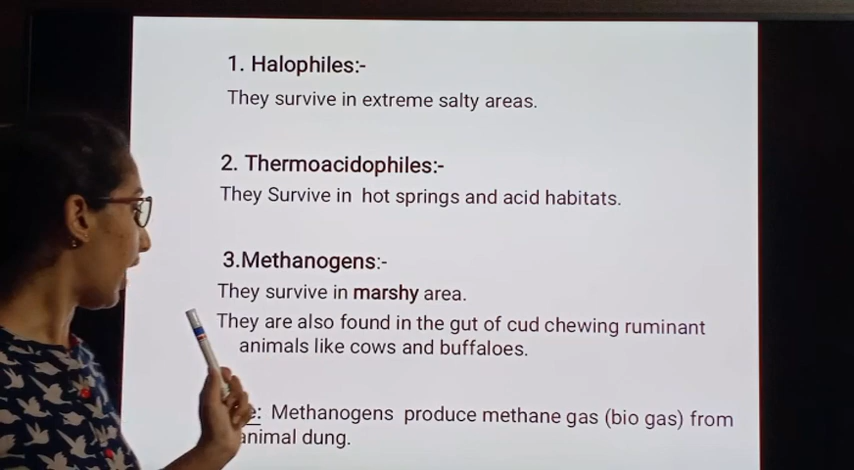 1. Halophiles:-
They survive in extreme salty areas.
2. Thermoacidophiles:-
They Survive in hot springs and acid habitats.
3.Methanogens:-
They survive in marshy area.
They are also found in the gut of cud chewing ruminant
animals like cows and buffaloes.
Methanogens produce methane gas (bio gas) from
animal dung.